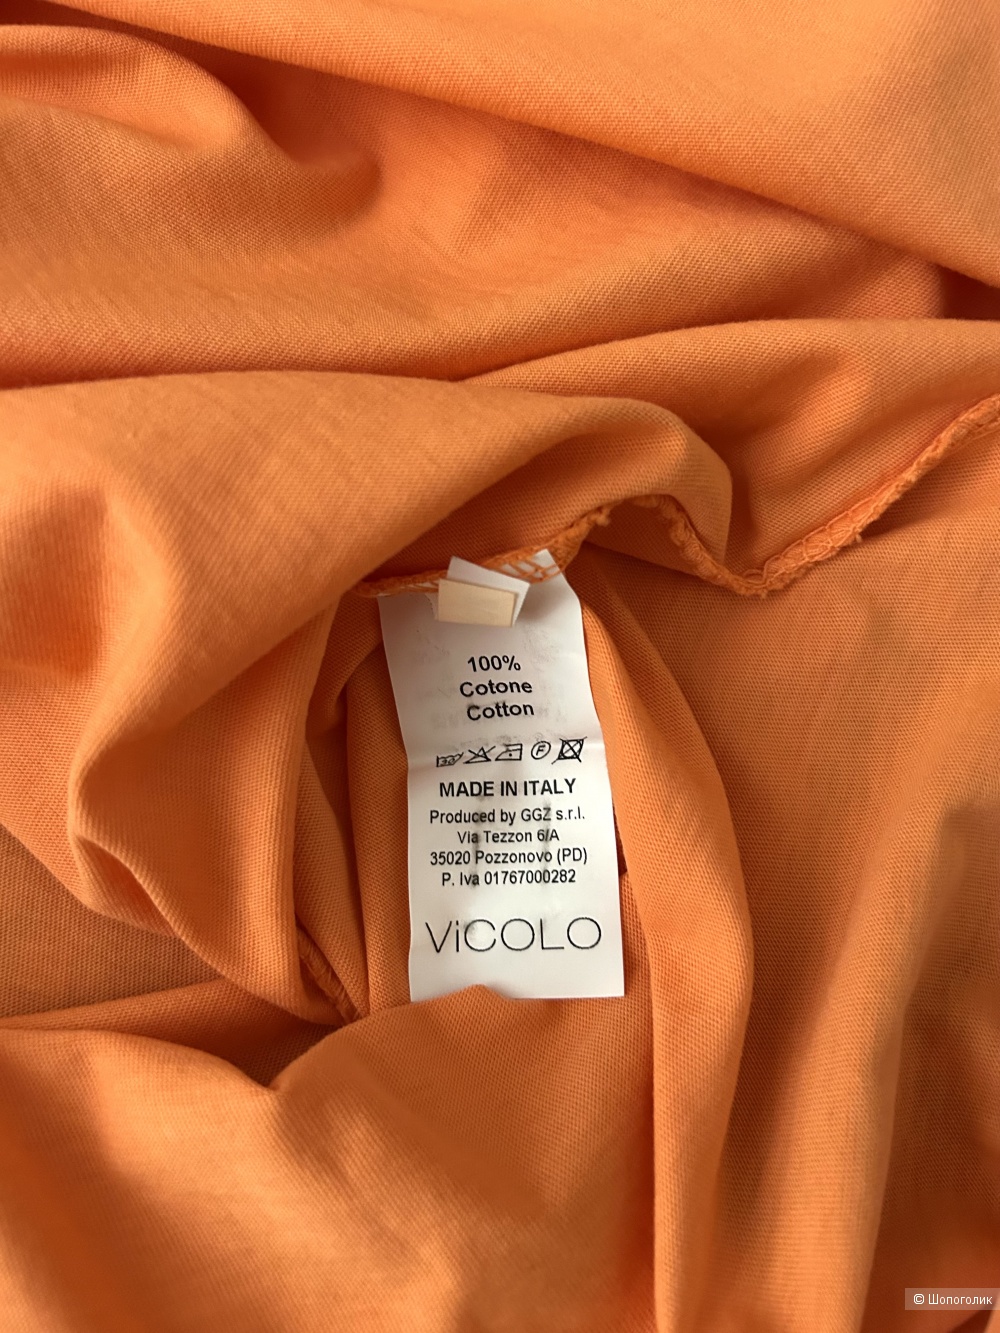 100%
Cotone
Cotton
MADE IN ITALY
Produced by GGZ s.r.l.
Via Tezzon 6/A
35020 Pozzonovo (PD)
P. Iva 01767000282
ViCOLO
© Шопоголик